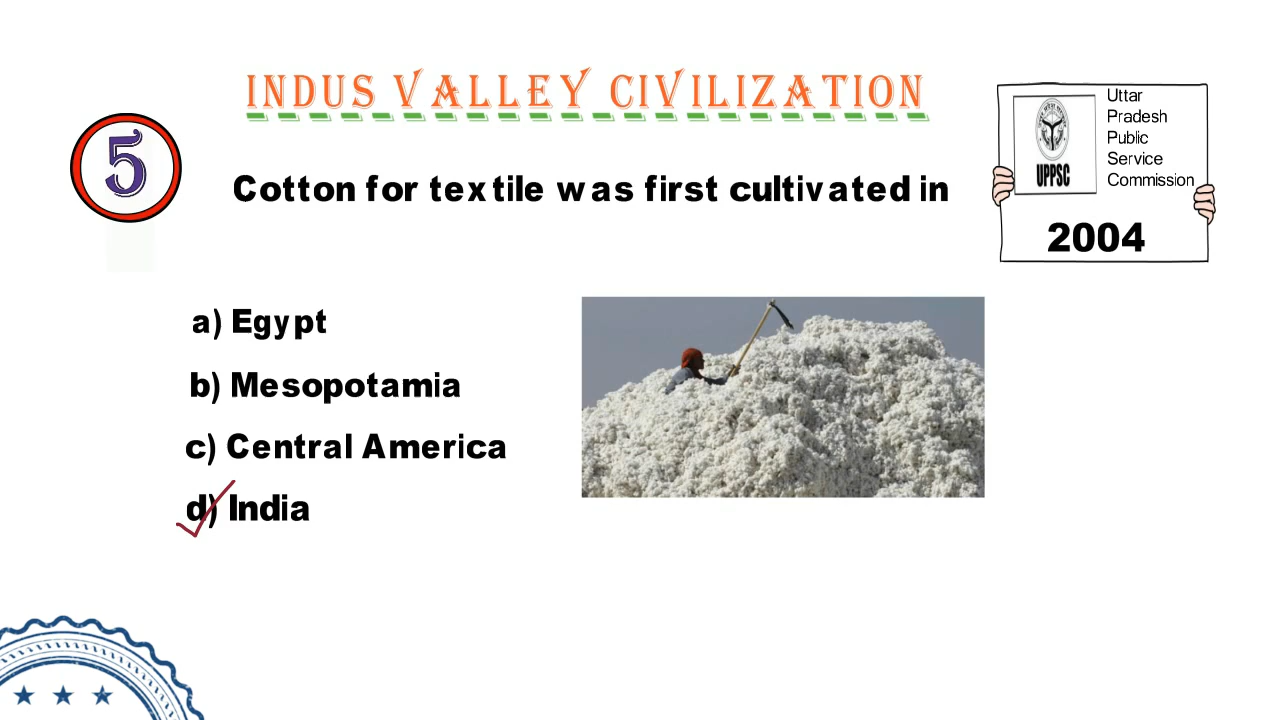 INDUS VALLEY CIVILIZATION
5
Cotton for textile was first cultivated in
Uttar
Pradesh
Public
Service
Commission
UPPSC
2004
a) Egypt
b) Mesopotamia
c) Central America
d) India